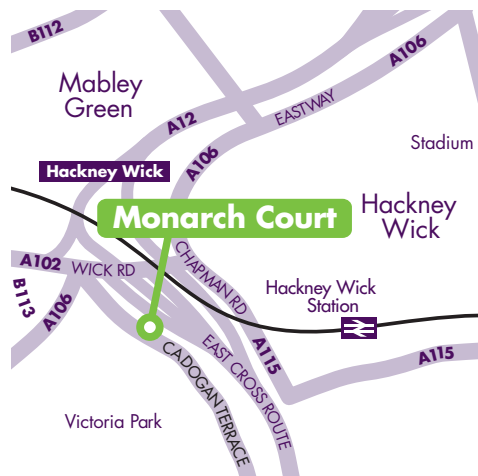 B112
A106
Mabley
Green
EASTWAY
A12
Stadium
A106
Hackney Wick
Monarch Court
Hackney
Wick
A102
WICK RD
CHAPMAN RD
B113
A106
Hackney Wick
Station
A115
A115
EAST CROSS ROUTE
CADOGAN TERRACE
Victoria Park